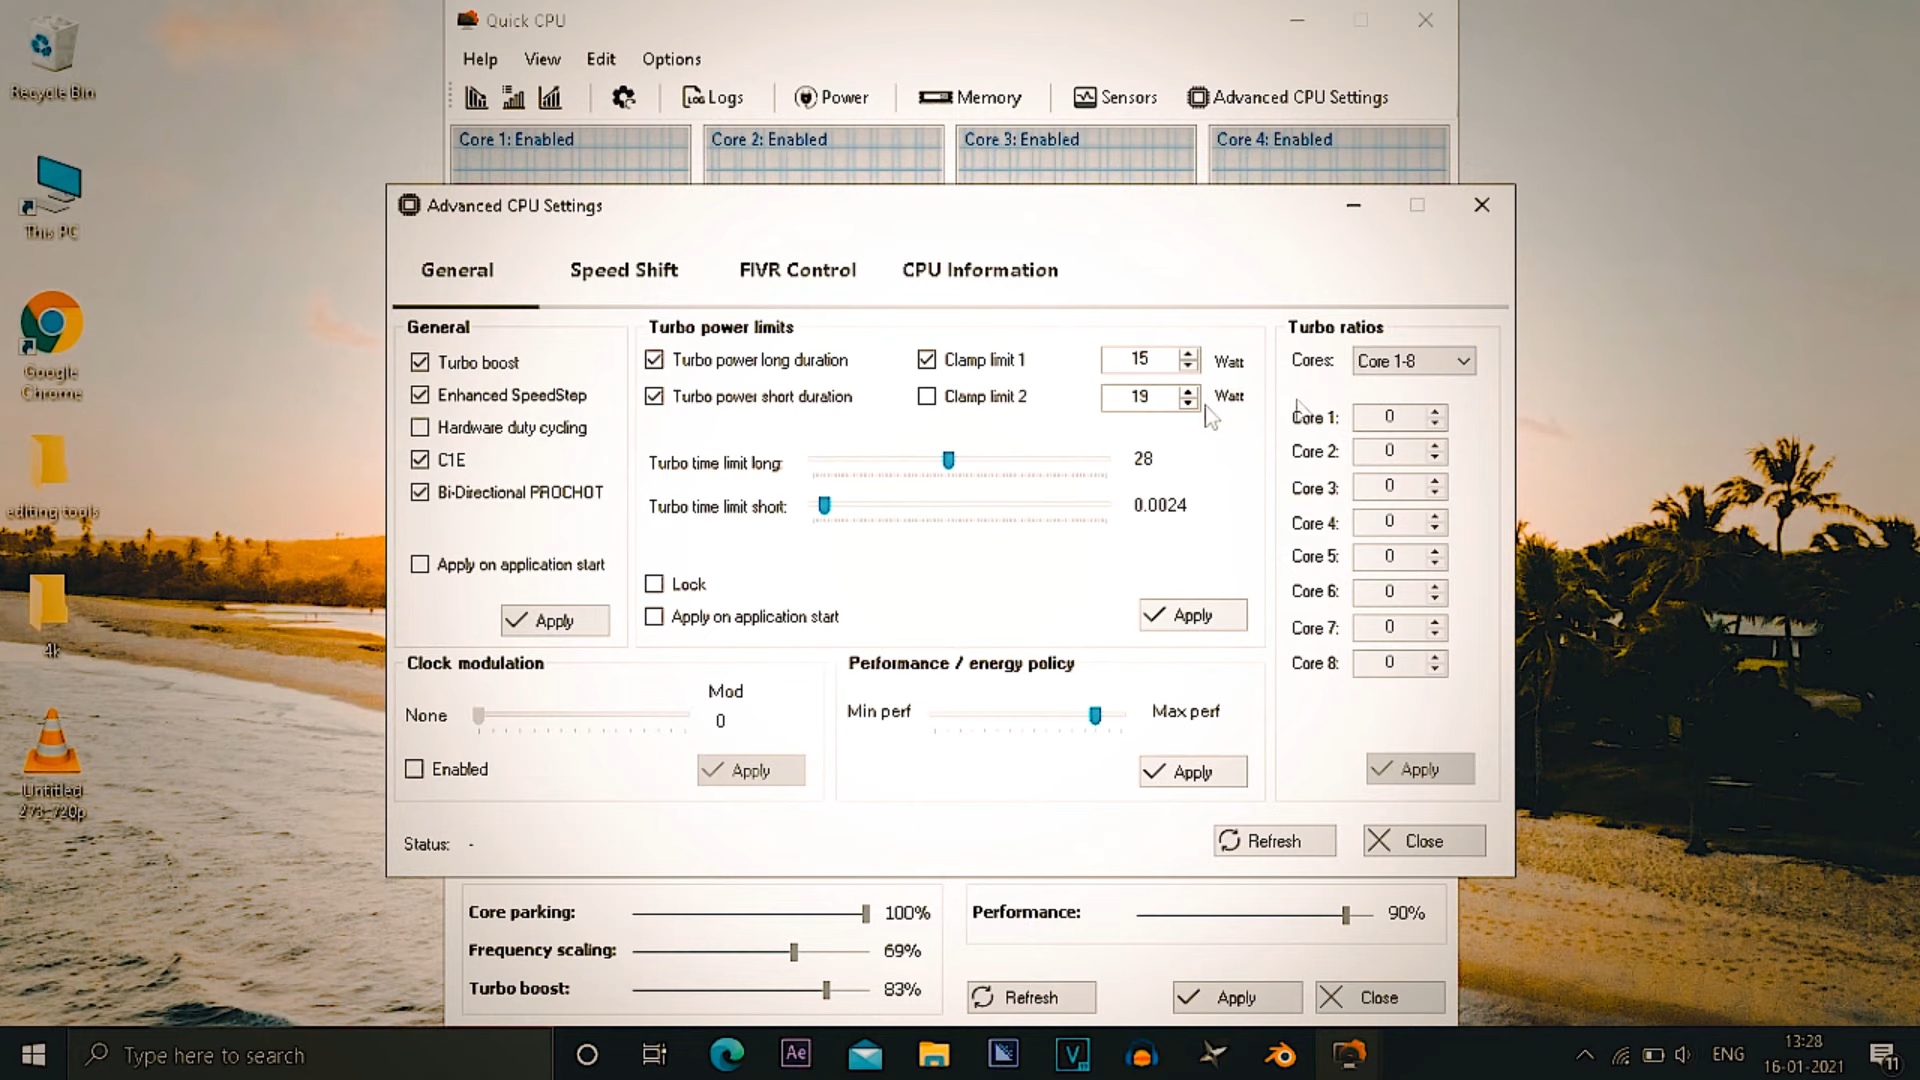 Quick CPU
Help View Edit Options
LOG Logs Power Memory Sensors Advanced CPU Settings
Core 1: Enabled Core 2: Enabled Core 3: Enabled Core 4: Enabled
Advanced CPU Settings
General Speed Shift FIVR Control CPU Information
General
Turbo boost
Enhanced SpeedStep
Hardware duty cycling
C1E
Bi-Directional PROCHOT
Apply on application start
Apply
Turbo power limits
Turbo power long duration Clamp limit 1 15 Watt
Turbo power short duration Clamp limit 2 19 Watt
Turbo time limit long: 28
Turbo time limit short: 0.0024
Lock
Apply on application start
Apply
Turbo ratios
Cores: Core 1-8
Core 1: 0
Core 2: 0
Core 3: 0
Core 4: 0
Core 5: 0
Core 6: 0
Core 7: 0
Core 8: 0
Apply
Clock modulation
Mod
None 0
Enabled Apply
Performance / energy policy
Min perf Max perf
Apply
Status: -
Refresh Close
Core parking: 100%
Frequency scaling: 69%
Turbo boost: 83%
Performance: 90%
Refresh Apply Close
Recycle Bin
This PC
Google
Chrome
editing tools
4k
Untitled
273_720p
Type here to search
Ae
V
ENG
13:28
16-01-2021
11